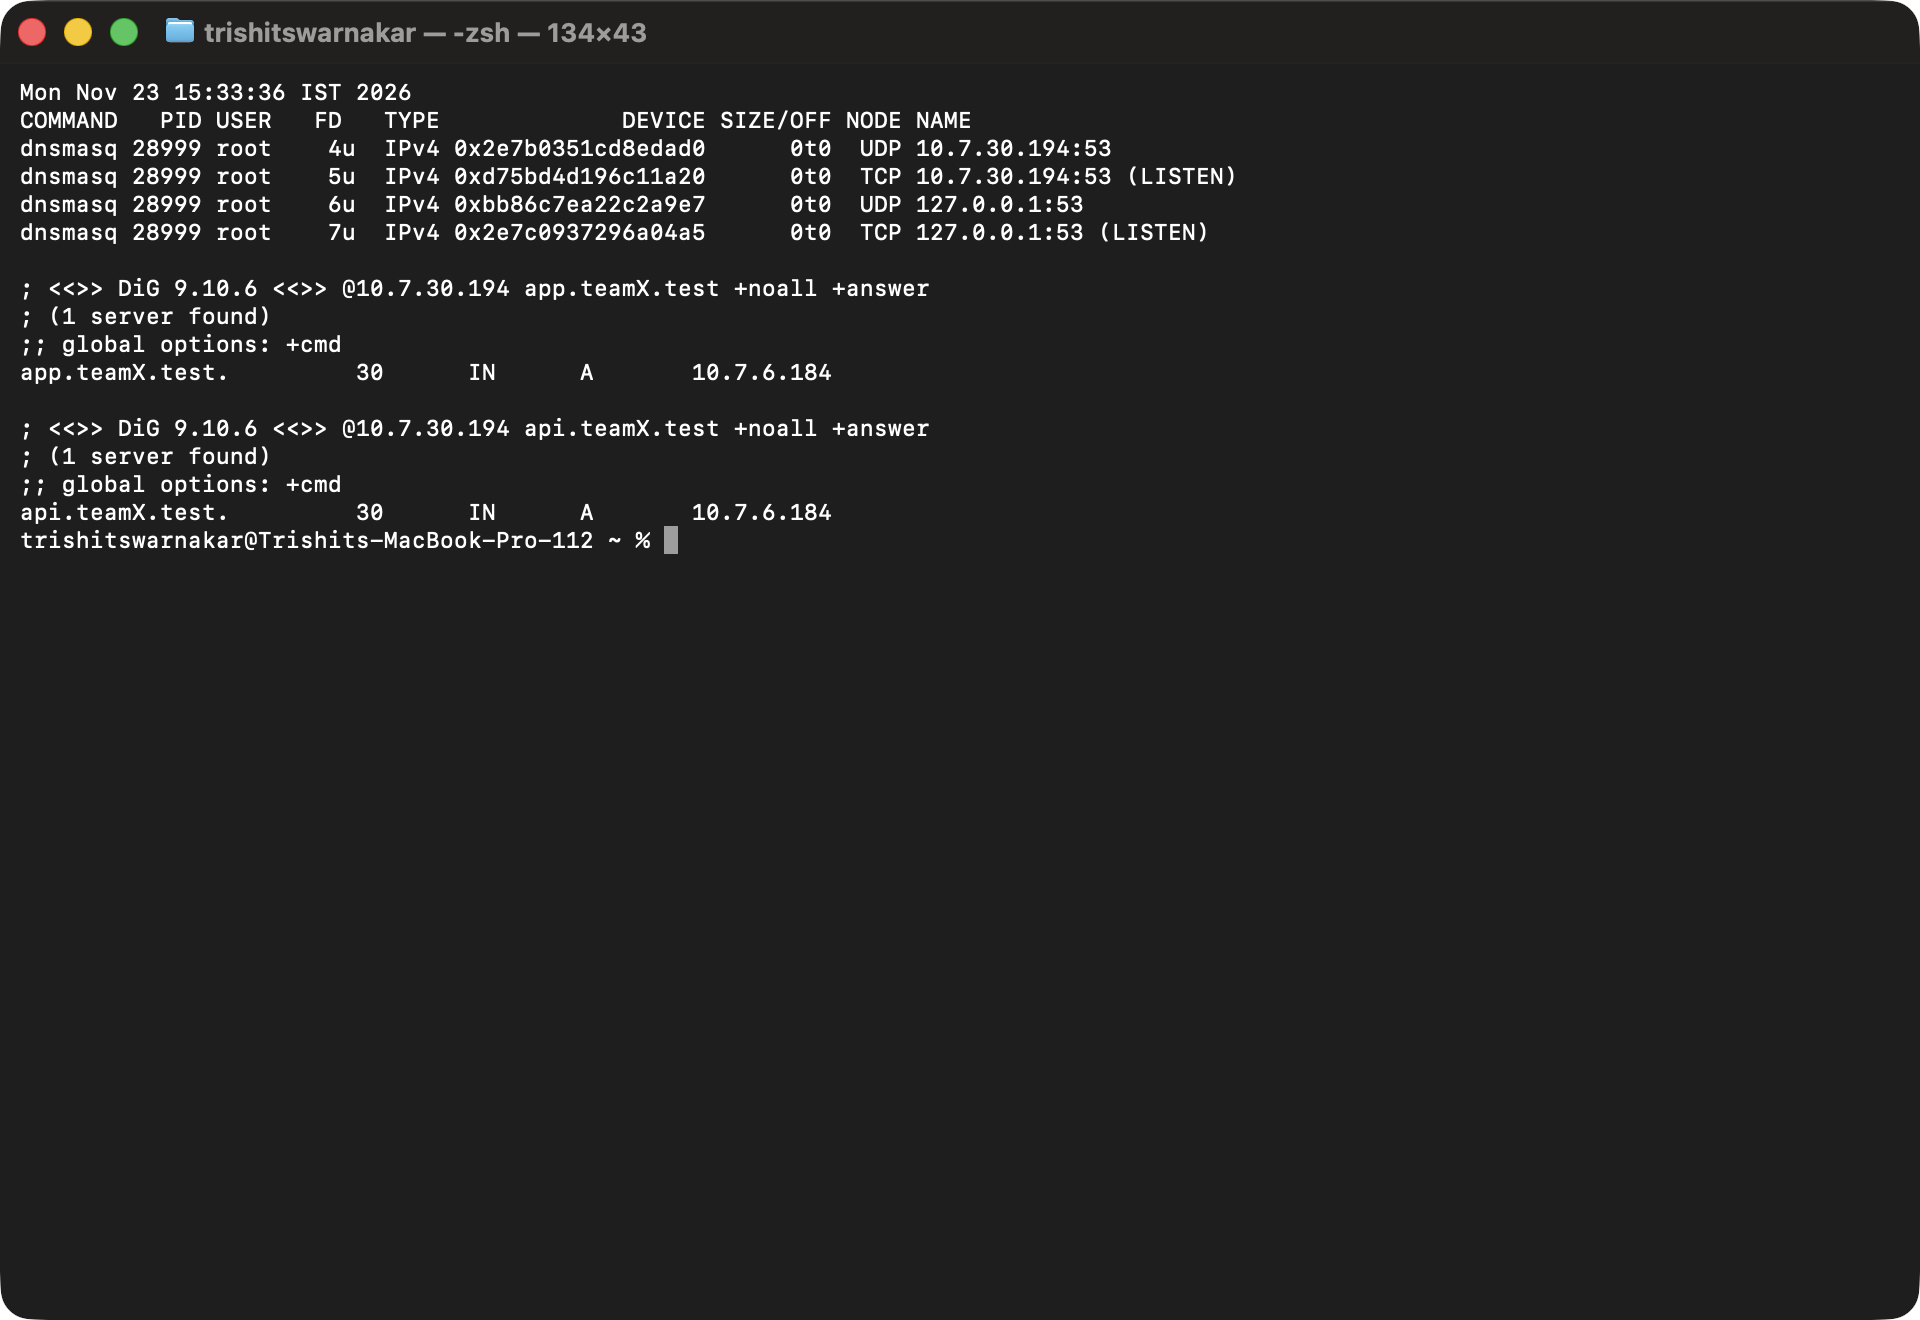 trishitswarnakar — -zsh — 134×43
Mon Nov 23 15:33:36 IST 2026
COMMAND   PID USER   FD   TYPE             DEVICE SIZE/OFF NODE NAME
dnsmasq 28999 root    4u  IPv4 0x2e7b0351cd8edad0      0t0  UDP 10.7.30.194:53
dnsmasq 28999 root    5u  IPv4 0xd75bd4d196c11a20      0t0  TCP 10.7.30.194:53 (LISTEN)
dnsmasq 28999 root    6u  IPv4 0xbb86c7ea22c2a9e7      0t0  UDP 127.0.0.1:53
dnsmasq 28999 root    7u  IPv4 0x2e7c0937296a04a5      0t0  TCP 127.0.0.1:53 (LISTEN)
; <<>> DiG 9.10.6 <<>> @10.7.30.194 app.teamX.test +noall +answer
; (1 server found)
;; global options: +cmd
app.teamX.test.         30      IN      A       10.7.6.184
; <<>> DiG 9.10.6 <<>> @10.7.30.194 api.teamX.test +noall +answer
; (1 server found)
;; global options: +cmd
api.teamX.test.         30      IN      A       10.7.6.184
trishitswarnakar@Trishits-MacBook-Pro-112 ~ %